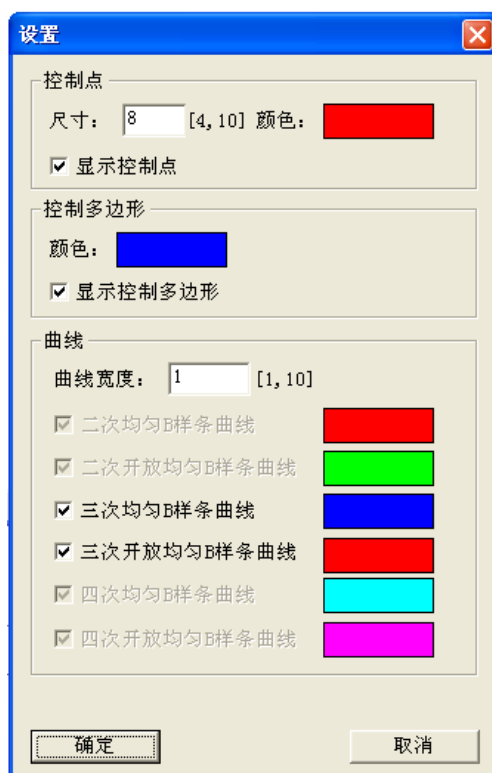 设置
控制点
尺寸： 8 [4,10] 颜色：
显示控制点
控制多边形
颜色：
显示控制多边形
曲线
曲线宽度： 1 [1,10]
二次均匀B样条曲线
二次开放均匀B样条曲线
三次均匀B样条曲线
三次开放均匀B样条曲线
四次均匀B样条曲线
四次开放均匀B样条曲线
确定 取消